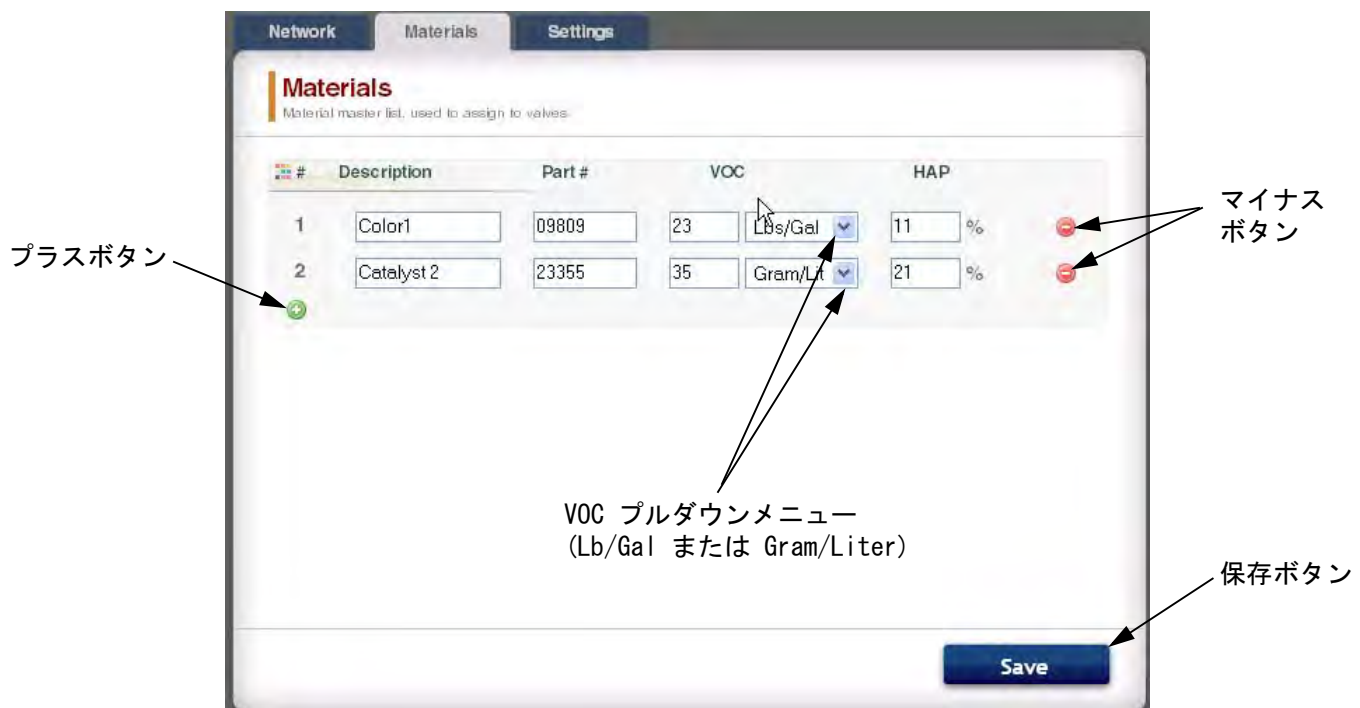 Network Materials Settings
Materials
Material master list, used to assign to valves.
# Description Part # VOC HAP
1 Color1 09809 23 Lbs/Gal 11 %
2 Catalyst 2 23355 35 Gram/Lit 21 %
プラスボタン
マイナス
ボタン
VOC プルダウンメニュー
(Lb/Gal または Gram/Liter)
保存ボタン
Save